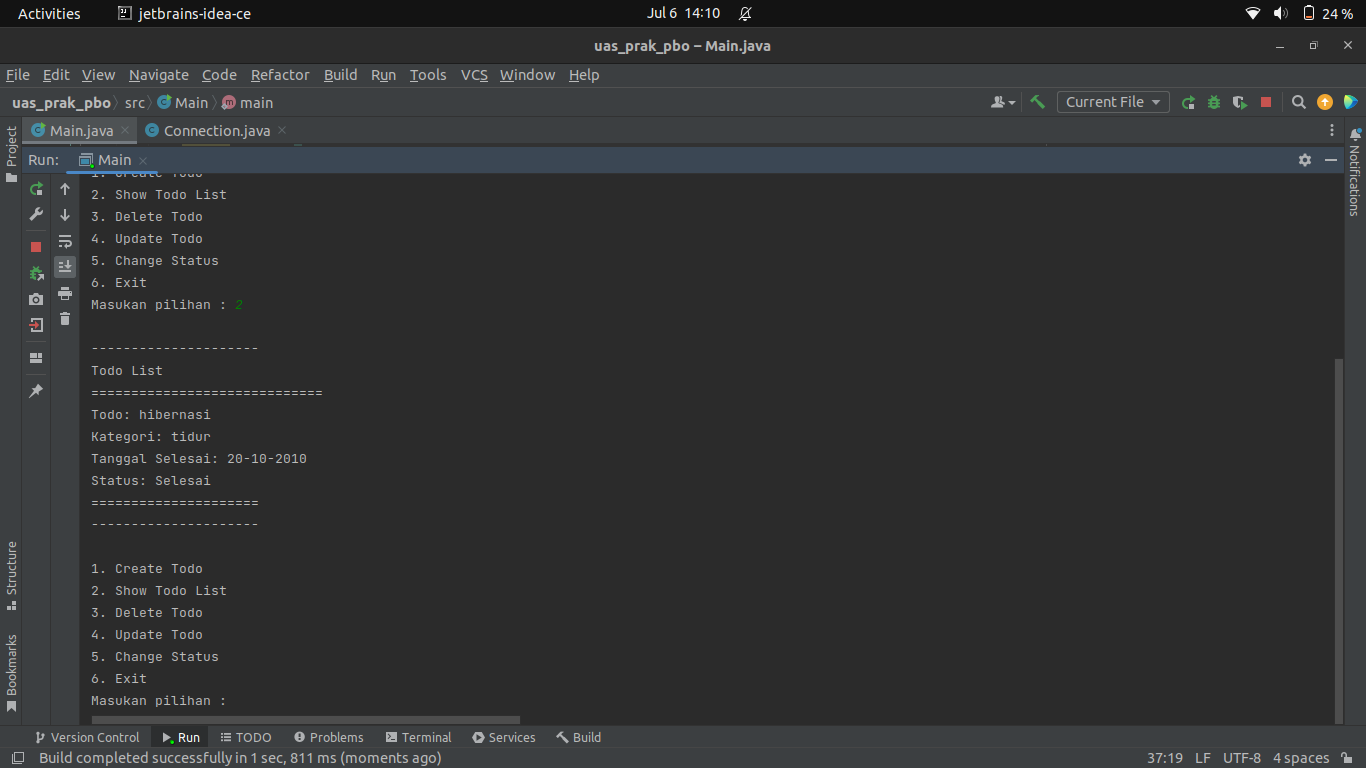 Activities jetbrains-idea-ce Jul 6 14:10 24 %
uas_prak_pbo – Main.java
File Edit View Navigate Code Refactor Build Run Tools VCS Window Help
uas_prak_pbo src Main main Current File
Main.java Connection.java
Project
Notifications
Run: Main
1. Create Todo
2. Show Todo List
3. Delete Todo
4. Update Todo
5. Change Status
6. Exit
Masukan pilihan : 2
---------------------
Todo List
=============================
Todo: hibernasi
Kategori: tidur
Tanggal Selesai: 20-10-2010
Status: Selesai
=====================
---------------------
1. Create Todo
2. Show Todo List
3. Delete Todo
4. Update Todo
5. Change Status
6. Exit
Masukan pilihan :
Structure
Bookmarks
Version Control Run TODO Problems Terminal Services Build
Build completed successfully in 1 sec, 811 ms (moments ago) 37:19 LF UTF-8 4 spaces